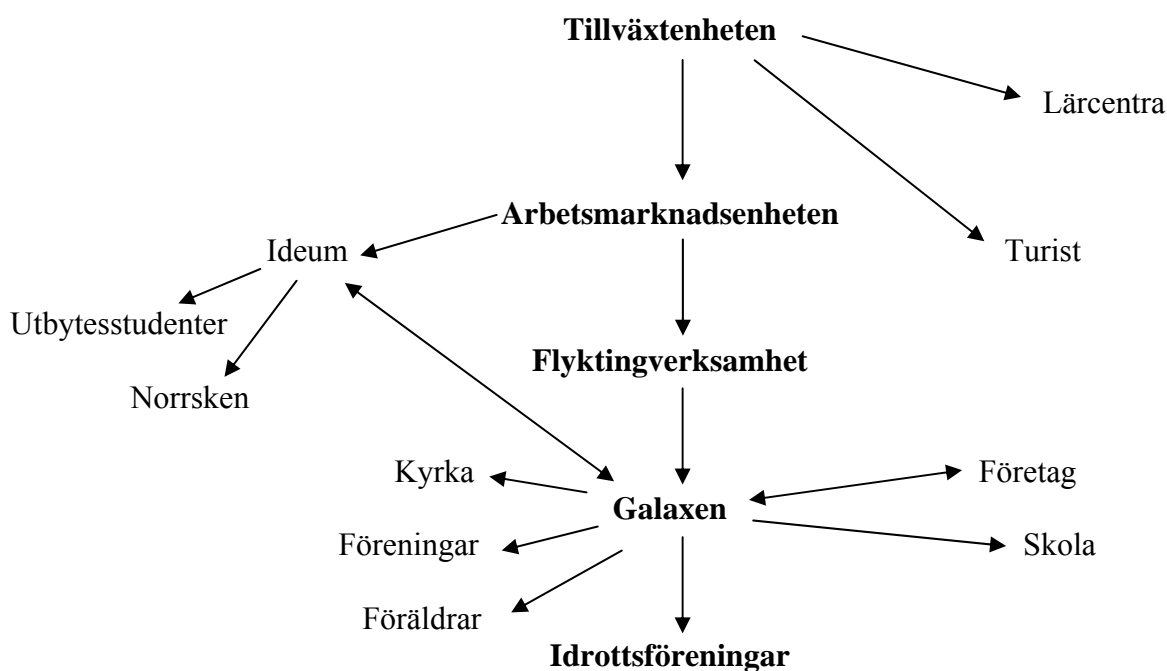 Tillväxtenheten
Lärcentra
Arbetsmarknadsenheten
Ideum
Turist
Utbytesstudenter
Flyktingverksamhet
Norrsken
Kyrka
Företag
Galaxen
Föreningar
Skola
Föräldrar
Idrottsföreningar